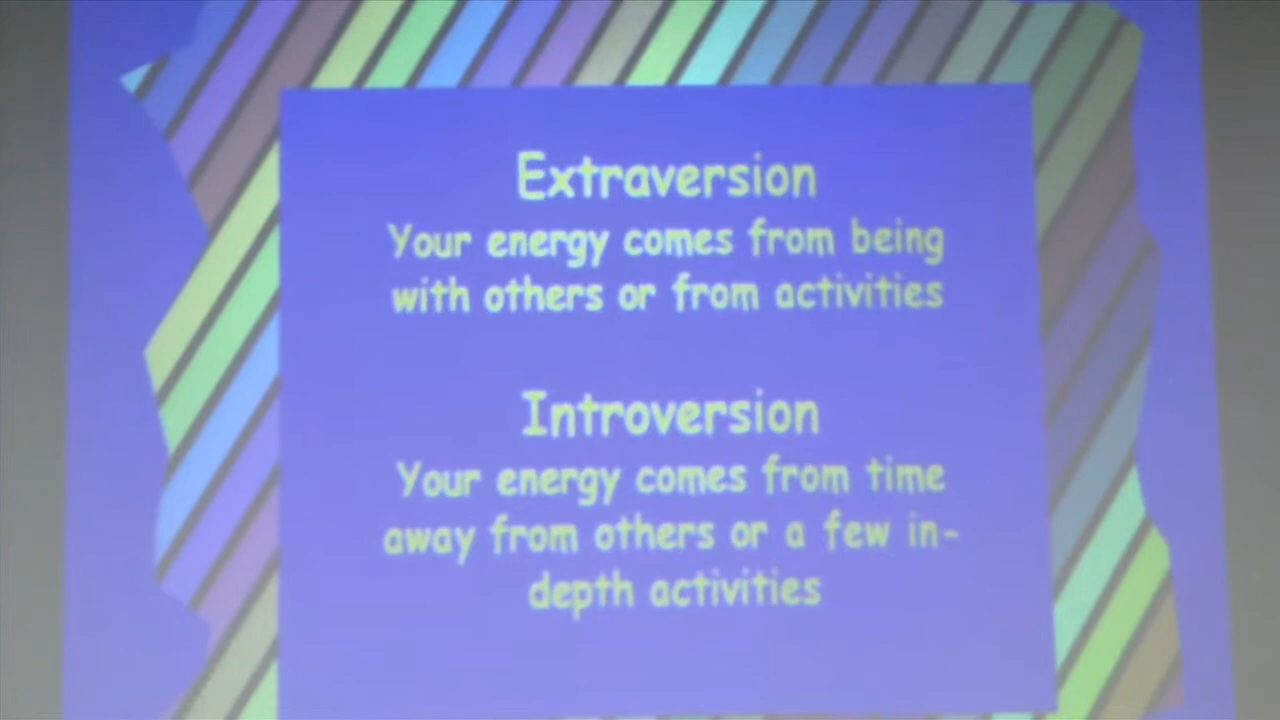 Extraversion
Your energy comes from being
with others or from activities
Introversion
Your energy comes from time
away from others or a few in-
depth activities